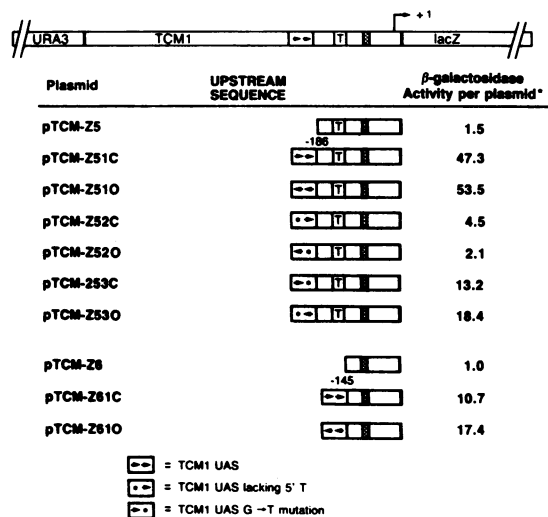 + 1
URA3 TCM1 T lacZ
Plasmid UPSTREAM SEQUENCE β-galactosidase Activity per plasmid*
pTCM-Z5 T 1.5
-186
pTCM-Z51C T 47.3
pTCM-Z51O T 53.5
pTCM-Z52C T 4.5
pTCM-Z52O T 2.1
pTCM-253C T 13.2
pTCM-Z53O T 18.4
pTCM-Z6 1.0
-145
pTCM-Z61C 10.7
pTCM-Z61O 17.4
= TCM1 UAS
= TCM1 UAS lacking 5' T
= TCM1 UAS G → T mutation